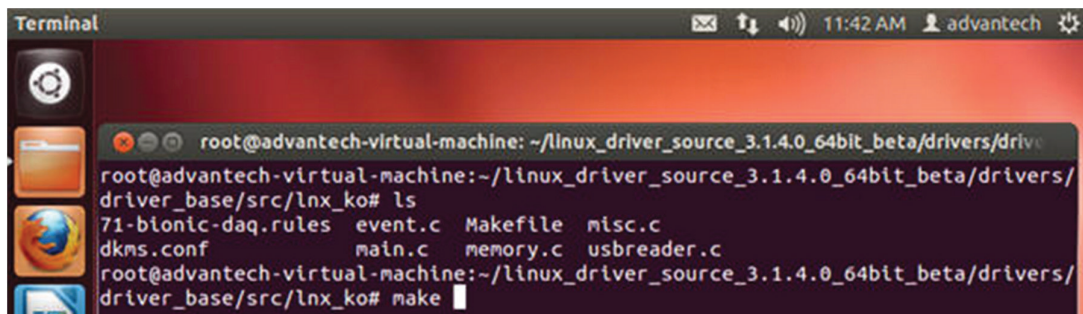 Terminal
11:42 AM advantech
root@advantech-virtual-machine: ~/linux_driver_source_3.1.4.0_64bit_beta/drivers/drive
root@advantech-virtual-machine:~/linux_driver_source_3.1.4.0_64bit_beta/drivers/
driver_base/src/lnx_ko# ls
71-bionic-daq.rules event.c Makefile misc.c
dkms.conf main.c memory.c usbreader.c
root@advantech-virtual-machine:~/linux_driver_source_3.1.4.0_64bit_beta/drivers/
driver_base/src/lnx_ko# make